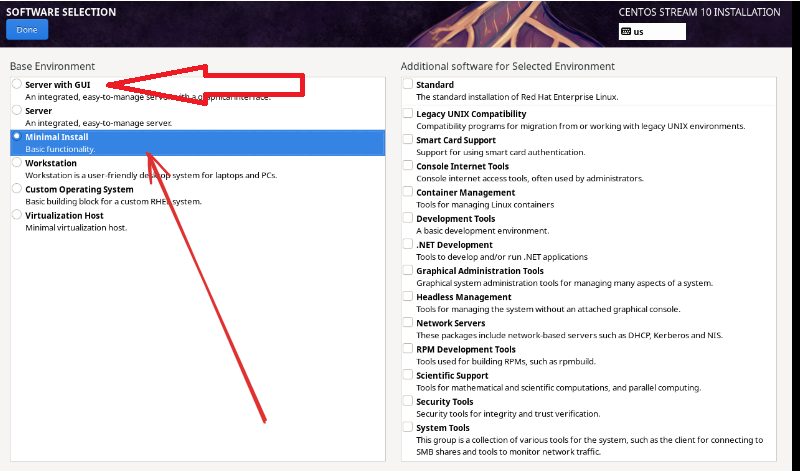 SOFTWARE SELECTION
CENTOS STREAM 10 INSTALLATION
Done
us
Base Environment
Server with GUI
An integrated, easy-to-manage server with a graphical interface.
Server
An integrated, easy-to-manage server.
Minimal Install
Basic functionality.
Workstation
Workstation is a user-friendly desktop system for laptops and PCs.
Custom Operating System
Basic building block for a custom RHEL system.
Virtualization Host
Minimal virtualization host.
Additional software for Selected Environment
Standard
The standard installation of Red Hat Enterprise Linux.
Legacy UNIX Compatibility
Compatibility programs for migration from or working with legacy UNIX environments.
Smart Card Support
Support for using smart card authentication.
Console Internet Tools
Console internet access tools, often used by administrators.
Container Management
Tools for managing Linux containers
Development Tools
A basic development environment.
.NET Development
Tools to develop and/or run .NET applications
Graphical Administration Tools
Graphical system administration tools for managing many aspects of a system.
Headless Management
Tools for managing the system without an attached graphical console.
Network Servers
These packages include network-based servers such as DHCP, Kerberos and NIS.
RPM Development Tools
Tools used for building RPMs, such as rpmbuild.
Scientific Support
Tools for mathematical and scientific computations, and parallel computing.
Security Tools
Security tools for integrity and trust verification.
System Tools
This group is a collection of various tools for the system, such as the client for connecting to
SMB shares and tools to monitor network traffic.